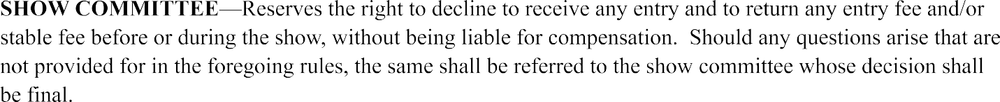 SHOW COMMITTEE—Reserves the right to decline to receive any entry and to return any entry fee and/or
stable fee before or during the show, without being liable for compensation.  Should any questions arise that are
not provided for in the foregoing rules, the same shall be referred to the show committee whose decision shall
be final.